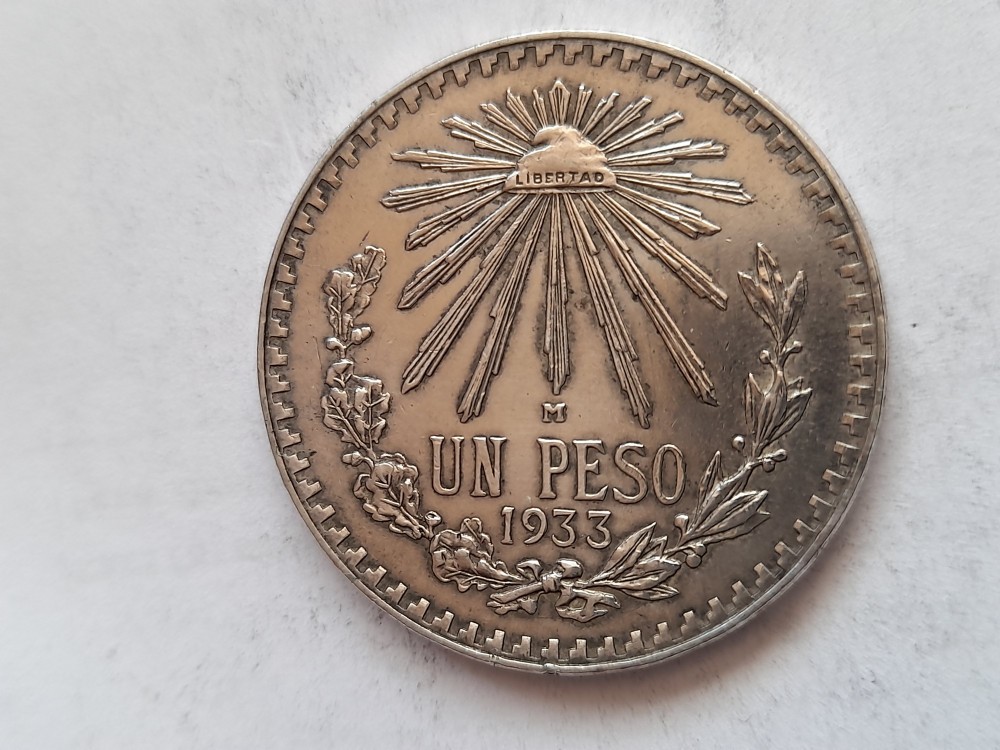 LIBERTAD
M
UN PESO
1933